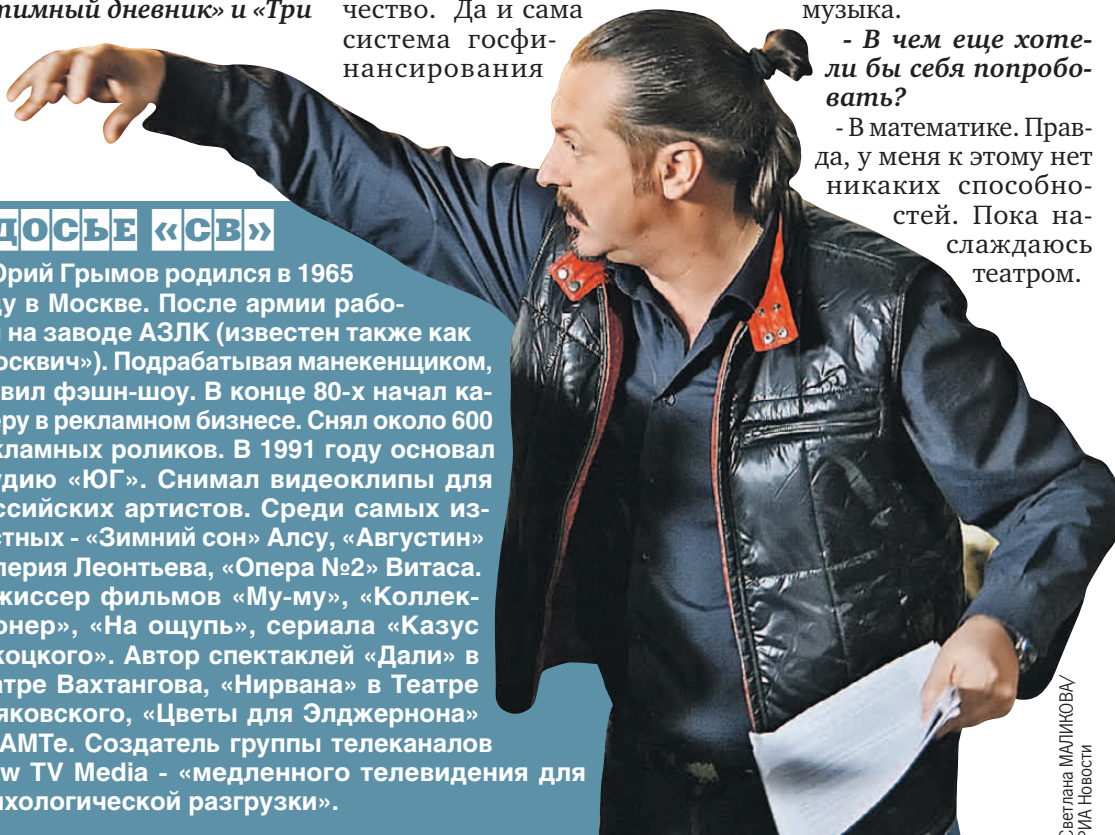 тимный дневник» и «Три
чество. Да и сама
система госфи-
нансирования
музыка.
- В чем еще хоте-
ли бы себя попробо-
вать?
- В математике. Прав-
да, у меня к этому нет
никаких способно-
стей. Пока на-
слаждаюсь
театром.
ДОСЬЕ «СВ»
Юрий Грымов родился в 1965
ду в Москве. После армии рабо-
л на заводе АЗЛК (известен также как
осквич»). Подрабатывая манекенщиком,
вил фэшн-шоу. В конце 80-х начал ка-
еру в рекламном бизнесе. Снял около 600
кламных роликов. В 1991 году основал
удию «ЮГ». Снимал видеоклипы для
ссийских артистов. Среди самых из-
стных - «Зимний сон» Алсу, «Августин»
лерия Леонтьева, «Опера №2» Витаса.
жиссер фильмов «Му-му», «Коллек-
онер», «На ощупь», сериала «Казус
коцкого». Автор спектаклей «Дали» в
атре Вахтангова, «Нирвана» в Театре
яковского, «Цветы для Элджернона»
АМТе. Создатель группы телеканалов
w TV Media - «медленного телевидения для
ихологической разгрузки».
Светлана МАЛИКОВА/
РИА Новости